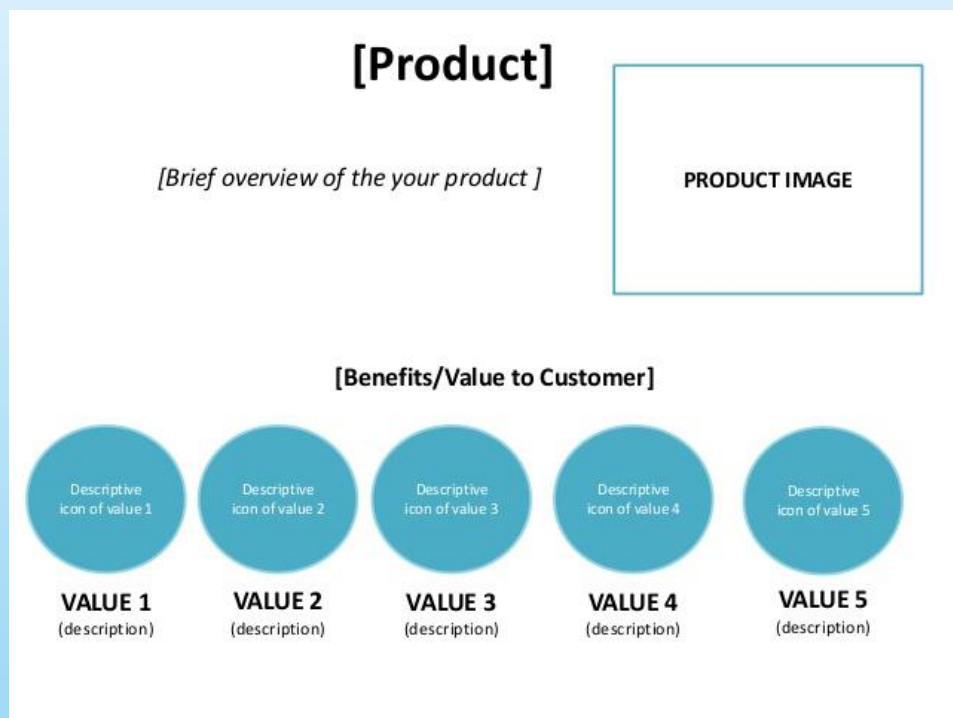 [Product]
[Brief overview of the your product ]
PRODUCT IMAGE
[Benefits/Value to Customer]
Descriptive
icon of value 1
Descriptive
icon of value 2
Descriptive
icon of value 3
Descriptive
icon of value 4
Descriptive
icon of value 5
VALUE 1
(description)
VALUE 2
(description)
VALUE 3
(description)
VALUE 4
(description)
VALUE 5
(description)